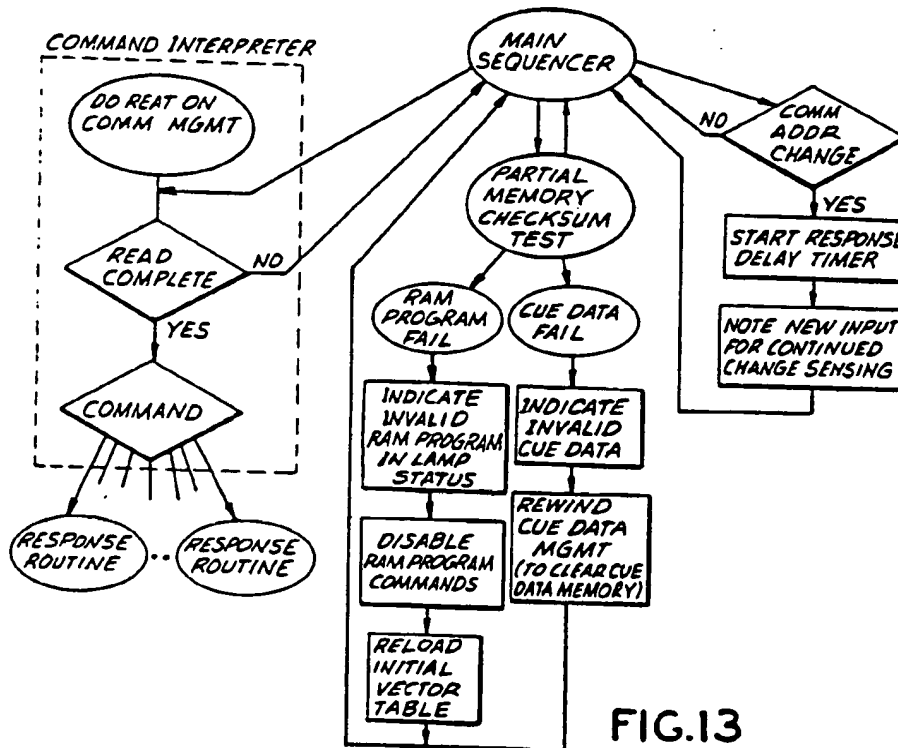 COMMAND INTERPRETER
DO REAT ON
COMM MGMT
READ
COMPLETE
NO
YES
COMMAND
RESPONSE
ROUTINE
..
RESPONSE
ROUTINE
MAIN
SEQUENCER
PARTIAL
MEMORY
CHECKSUM
TEST
RAM
PROGRAM
FAIL
INDICATE
INVALID
RAM PROGRAM
IN LAMP
STATUS
DISABLE
RAM PROGRAM
COMMANDS
RELOAD
INITIAL
VECTOR
TABLE
CUE DATA
FAIL
INDICATE
INVALID
CUE DATA
REWIND
CUE DATA
MGMT
(TO CLEAR CUE
DATA MEMORY)
NO
COMM
ADDR
CHANGE
YES
START RESPONSE
DELAY TIMER
NOTE NEW INPUT
FOR CONTINUED
CHANGE SENSING
FIG.13